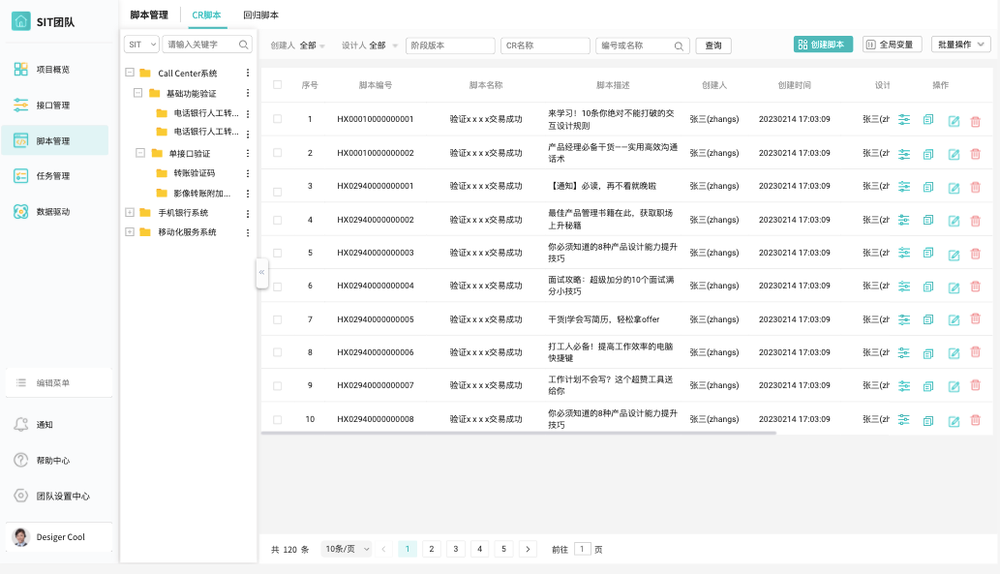 SIT团队
项目概览
接口管理
脚本管理
任务管理
数据驱动
编辑菜单
通知
帮助中心
团队设置中心
Desiger Cool
脚本管理 CR脚本 回归脚本
SIT 请输入关键字
Call Center系统
基础功能验证
电话银行人工转...
电话银行人工转...
单接口验证
转账验证码
影像转账附加...
手机银行系统
移动化服务系统
创建人 全部 设计人 全部 阶段版本 CR名称 编号或名称 查询 创建脚本 全局变量 批量操作
序号 脚本编号 脚本名称 脚本描述 创建人 创建时间 设计 操作
1 HX00010000000001 验证x x x x交易成功 来学习！10条你绝对不能打破的交
互设计规则 张三(zhangs) 20230214 17:03:09 张三(zh
2 HX00010000000002 验证x x x x交易成功 产品经理必备干货——实用高效沟通
话术 张三(zhangs) 20230214 17:03:09 张三(zh
3 HX02940000000001 验证x x x x交易成功 【通知】必读，再不看就晚啦 张三(zhangs) 20230214 17:03:09 张三(zh
4 HX02940000000002 验证x x x x交易成功 最佳产品管理书籍在此，获取职场
上升秘籍 张三(zhangs) 20230214 17:03:09 张三(zh
5 HX02940000000003 验证x x x x交易成功 你必须知道的8种产品设计能力提升
技巧 张三(zhangs) 20230214 17:03:09 张三(zh
6 HX02940000000004 验证x x x x交易成功 面试攻略：超级加分的10个面试满
分小技巧 张三(zhangs) 20230214 17:03:09 张三(zh
7 HX02940000000005 验证x x x x交易成功 干货|学会写简历，轻松拿offer 张三(zhangs) 20230214 17:03:09 张三(zh
8 HX02940000000006 验证x x x x交易成功 打工人必备！提高工作效率的电脑
快捷键 张三(zhangs) 20230214 17:03:09 张三(zh
9 HX02940000000007 验证x x x x交易成功 工作计划不会写？这个超赞工具送
给你 张三(zhangs) 20230214 17:03:09 张三(zh
10 HX02940000000008 验证x x x x交易成功 你必须知道的8种产品设计能力提升
技巧 张三(zhangs) 20230214 17:03:09 张三(zh
共 120 条 10条/页 1 2 3 4 5 前往 1 页